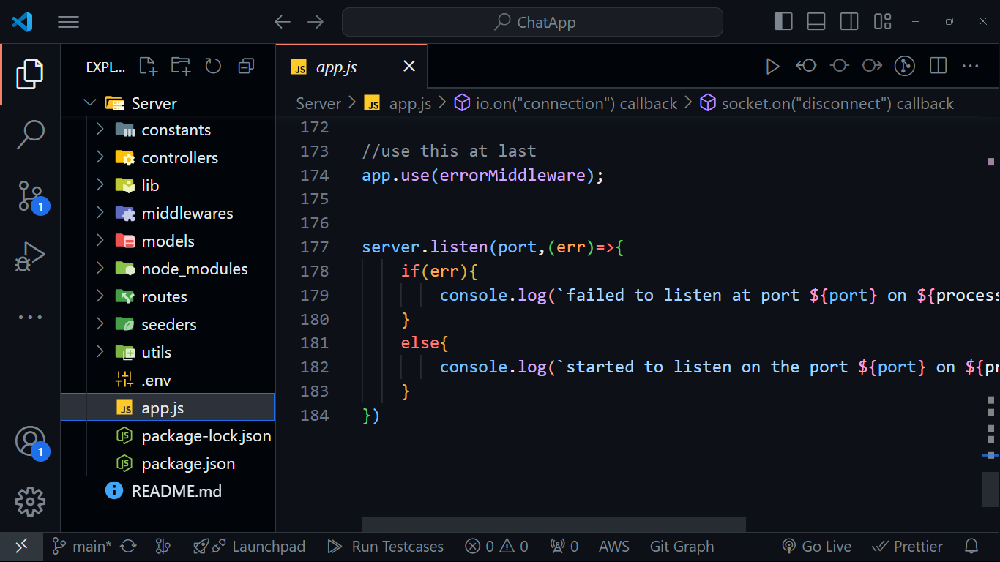 ChatApp
EXPL...
Server
constants
controllers
lib
middlewares
models
node_modules
routes
seeders
utils
.env
JS app.js
package-lock.json
package.json
README.md
1
1
JS app.js
Server > JS app.js > io.on("connection") callback > socket.on("disconnect") callback
172
173 //use this at last
174 app.use(errorMiddleware);
175
176
177 server.listen(port,(err)=>{
178 if(err){
179 console.log(`failed to listen at port ${port} on ${process
180 }
181 else{
182 console.log(`started to listen on the port ${port} on ${pr
183 }
184 })
main* Launchpad Run Testcases 0 0 0 AWS Git Graph Go Live Prettier